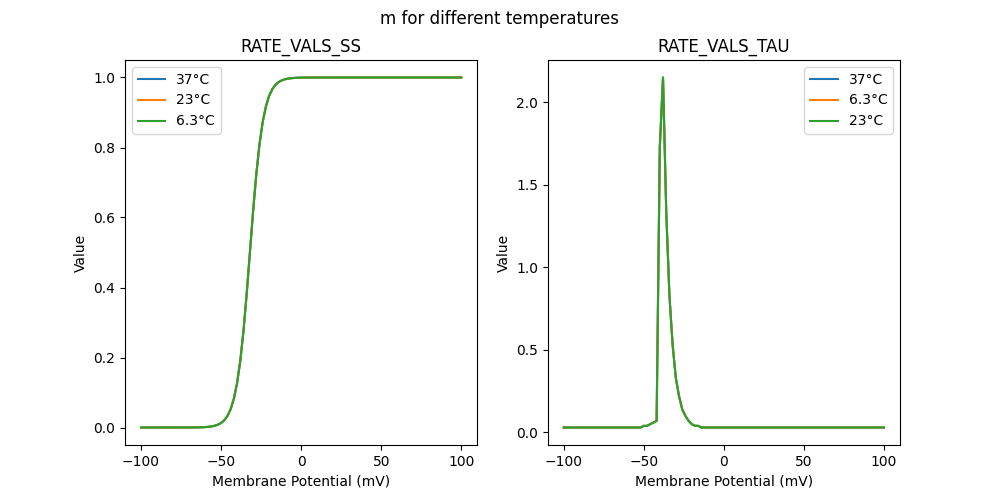 m for different temperatures
RATE_VALS_SS
37°C
23°C
6.3°C
Value
1.0
0.8
0.6
0.4
0.2
0.0
−100
−50
0
50
100
Membrane Potential (mV)
RATE_VALS_TAU
37°C
6.3°C
23°C
Value
2.0
1.5
1.0
0.5
0.0
−100
−50
0
50
100
Membrane Potential (mV)